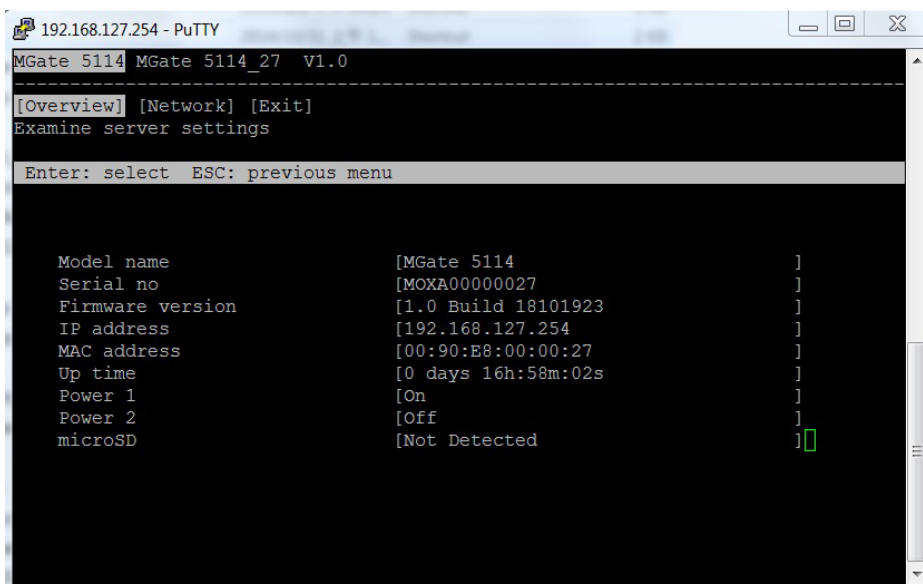 192.168.127.254 - PuTTY
MGate 5114 MGate 5114_27 V1.0
--------------------------------------------------------------------------------
[Overview] [Network] [Exit]
Examine server settings
Enter: select ESC: previous menu
Model name [MGate 5114 ]
Serial no [MOXA00000027 ]
Firmware version [1.0 Build 18101923 ]
IP address [192.168.127.254 ]
MAC address [00:90:E8:00:00:27 ]
Up time [0 days 16h:58m:02s ]
Power 1 [On ]
Power 2 [Off ]
microSD [Not Detected ]